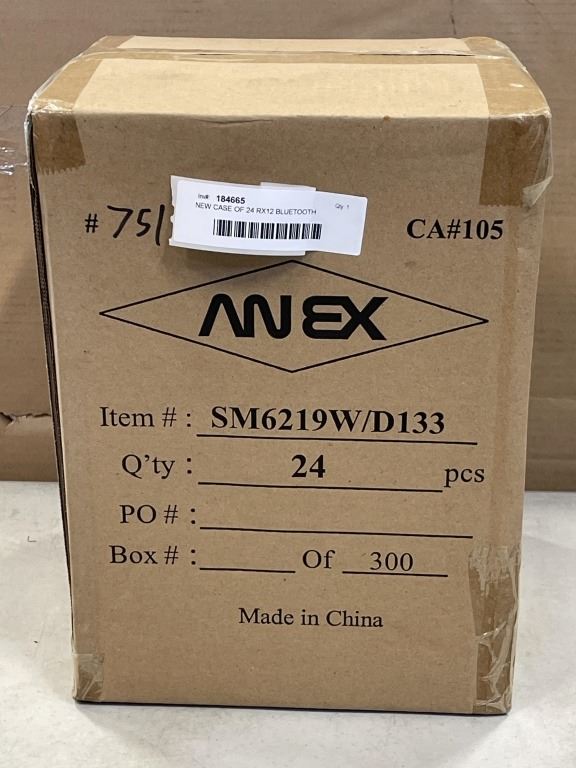 Inv#: 184665 Qty: 1
NEW CASE OF 24 RX12 BLUETOOTH
# 751 CA#105
ANEX
Item # : SM6219W/D133
Q'ty : 24 pcs
PO # :
Box # : Of 300
Made in China